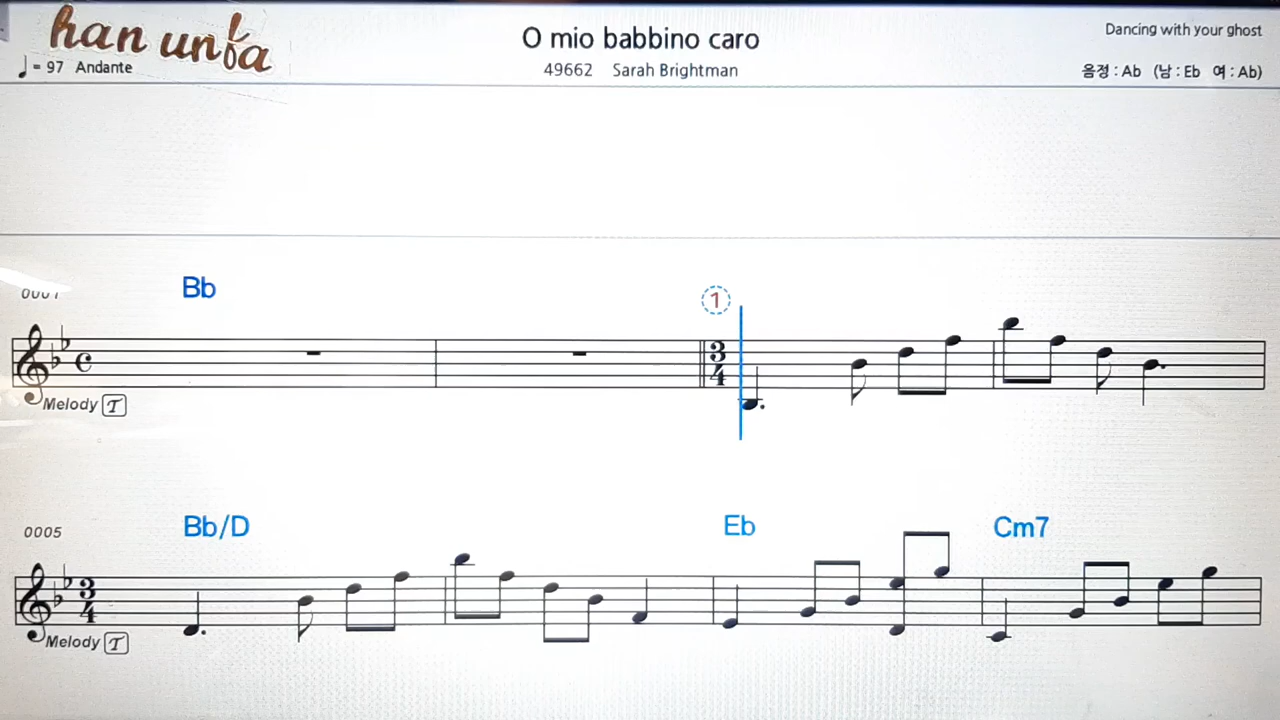 han unfa
O mio babbino caro
Dancing with your ghost
♩= 97 Andante
49662 Sarah Brightman
음정 : Ab (남 : Eb 여 : Ab)
Bb
1
0001
3
4
Melody T
0005
Bb/D
Eb
Cm7
3
4
Melody T